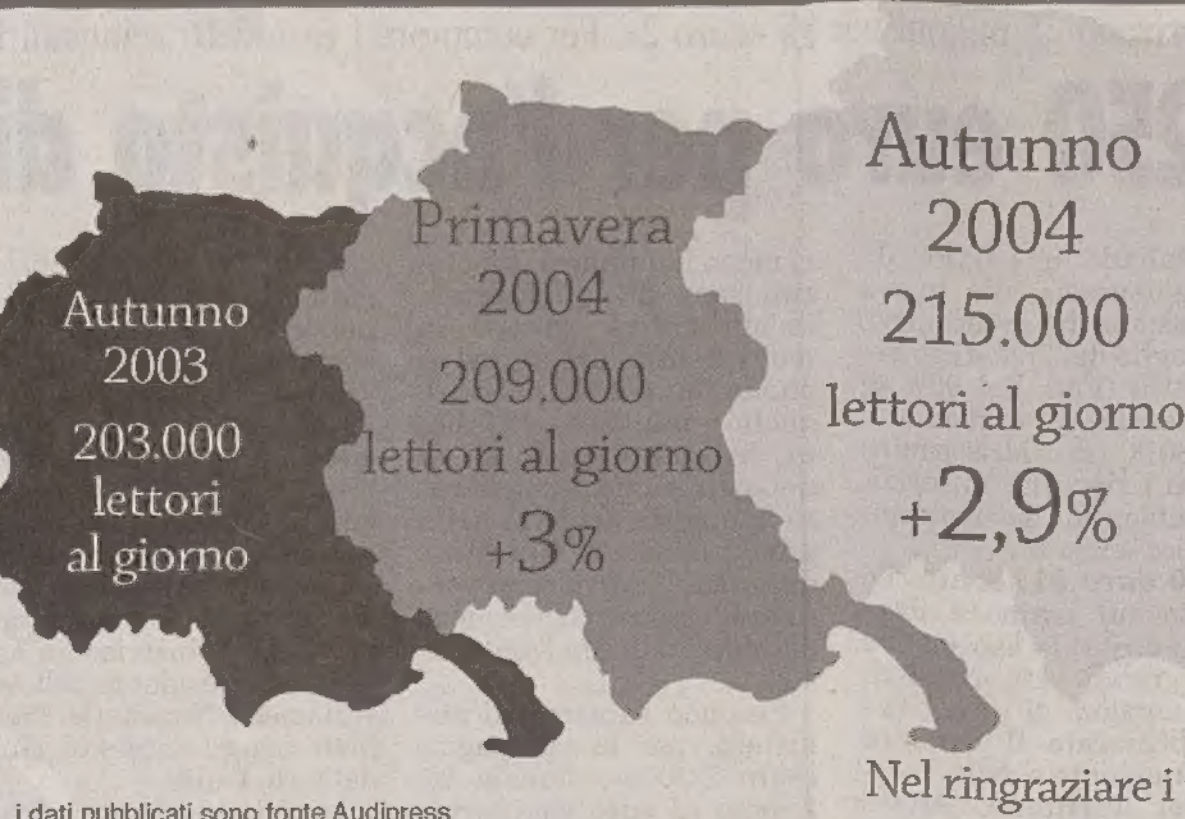 Autunno
2003
203.000
lettori
al giorno
Primavera
2004
209.000
lettori al giorno
+3%
Autunno
2004
215.000
lettori al giorno
+2,9%
Nel ringraziare i
i dati pubblicati sono fonte Audipress